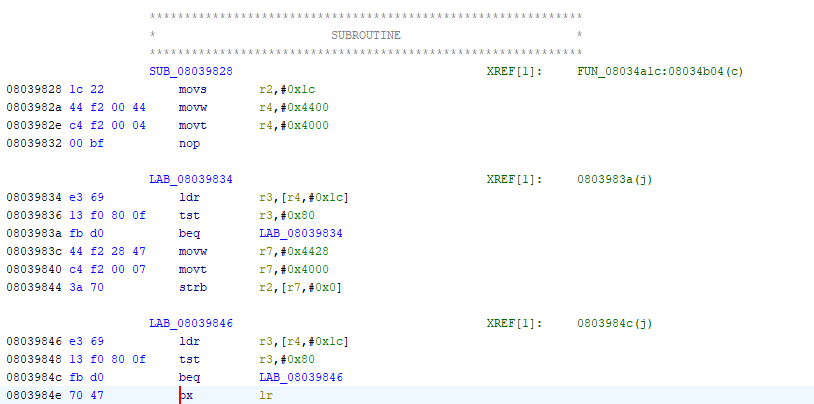 **************************************************************
* SUBROUTINE *
**************************************************************
SUB_08039828 XREF[1]: FUN_08034a1c:08034b04(c)
08039828 1c 22 movs r2,#0x1c
0803982a 44 f2 00 44 movw r4,#0x4400
0803982e c4 f2 00 04 movt r4,#0x4000
08039832 00 bf nop
LAB_08039834 XREF[1]: 0803983a(j)
08039834 e3 69 ldr r3,[r4,#0x1c]
08039836 13 f0 80 0f tst r3,#0x80
0803983a fb d0 beq LAB_08039834
0803983c 44 f2 28 47 movw r7,#0x4428
08039840 c4 f2 00 07 movt r7,#0x4000
08039844 3a 70 strb r2,[r7,#0x0]
LAB_08039846 XREF[1]: 0803984c(j)
08039846 e3 69 ldr r3,[r4,#0x1c]
08039848 13 f0 80 0f tst r3,#0x80
0803984c fb d0 beq LAB_08039846
0803984e 70 47 bx lr